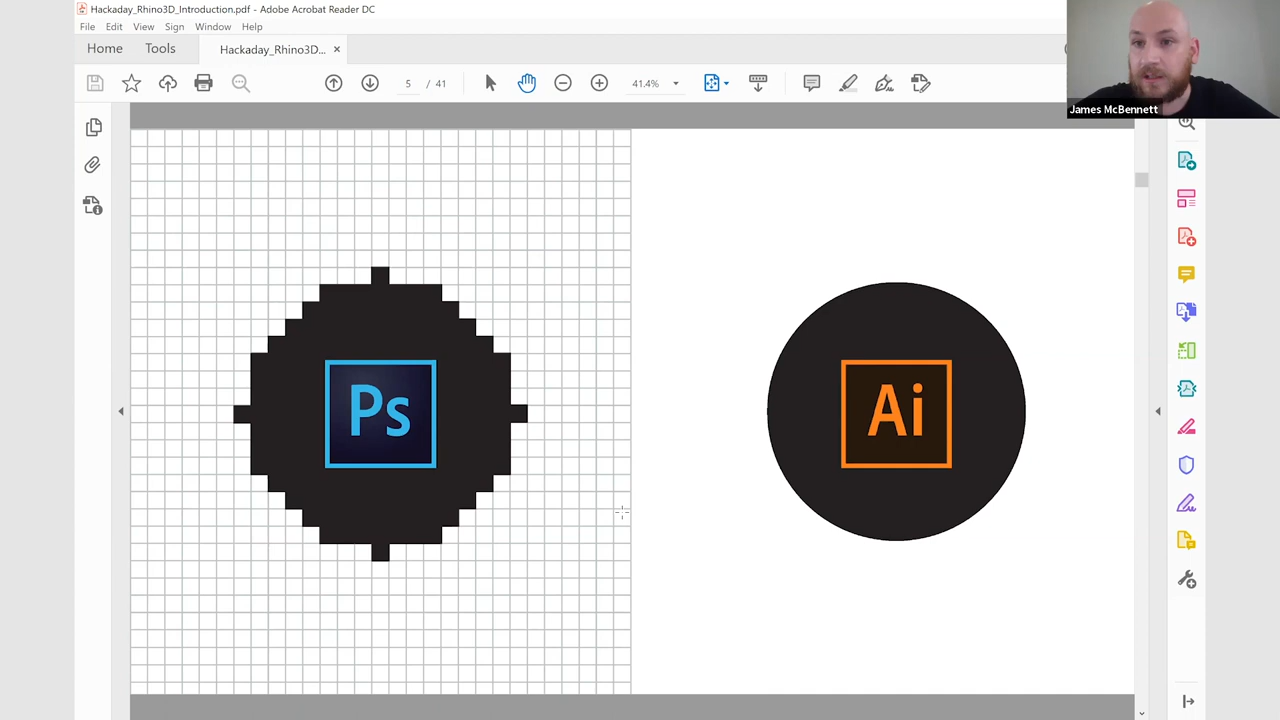 Hackaday_Rhino3D_Introduction.pdf - Adobe Acrobat Reader DC
File Edit View Sign Window Help
Home Tools Hackaday_Rhino3D... ×
5 / 41 41.4%
James McBennett
Ps Ai